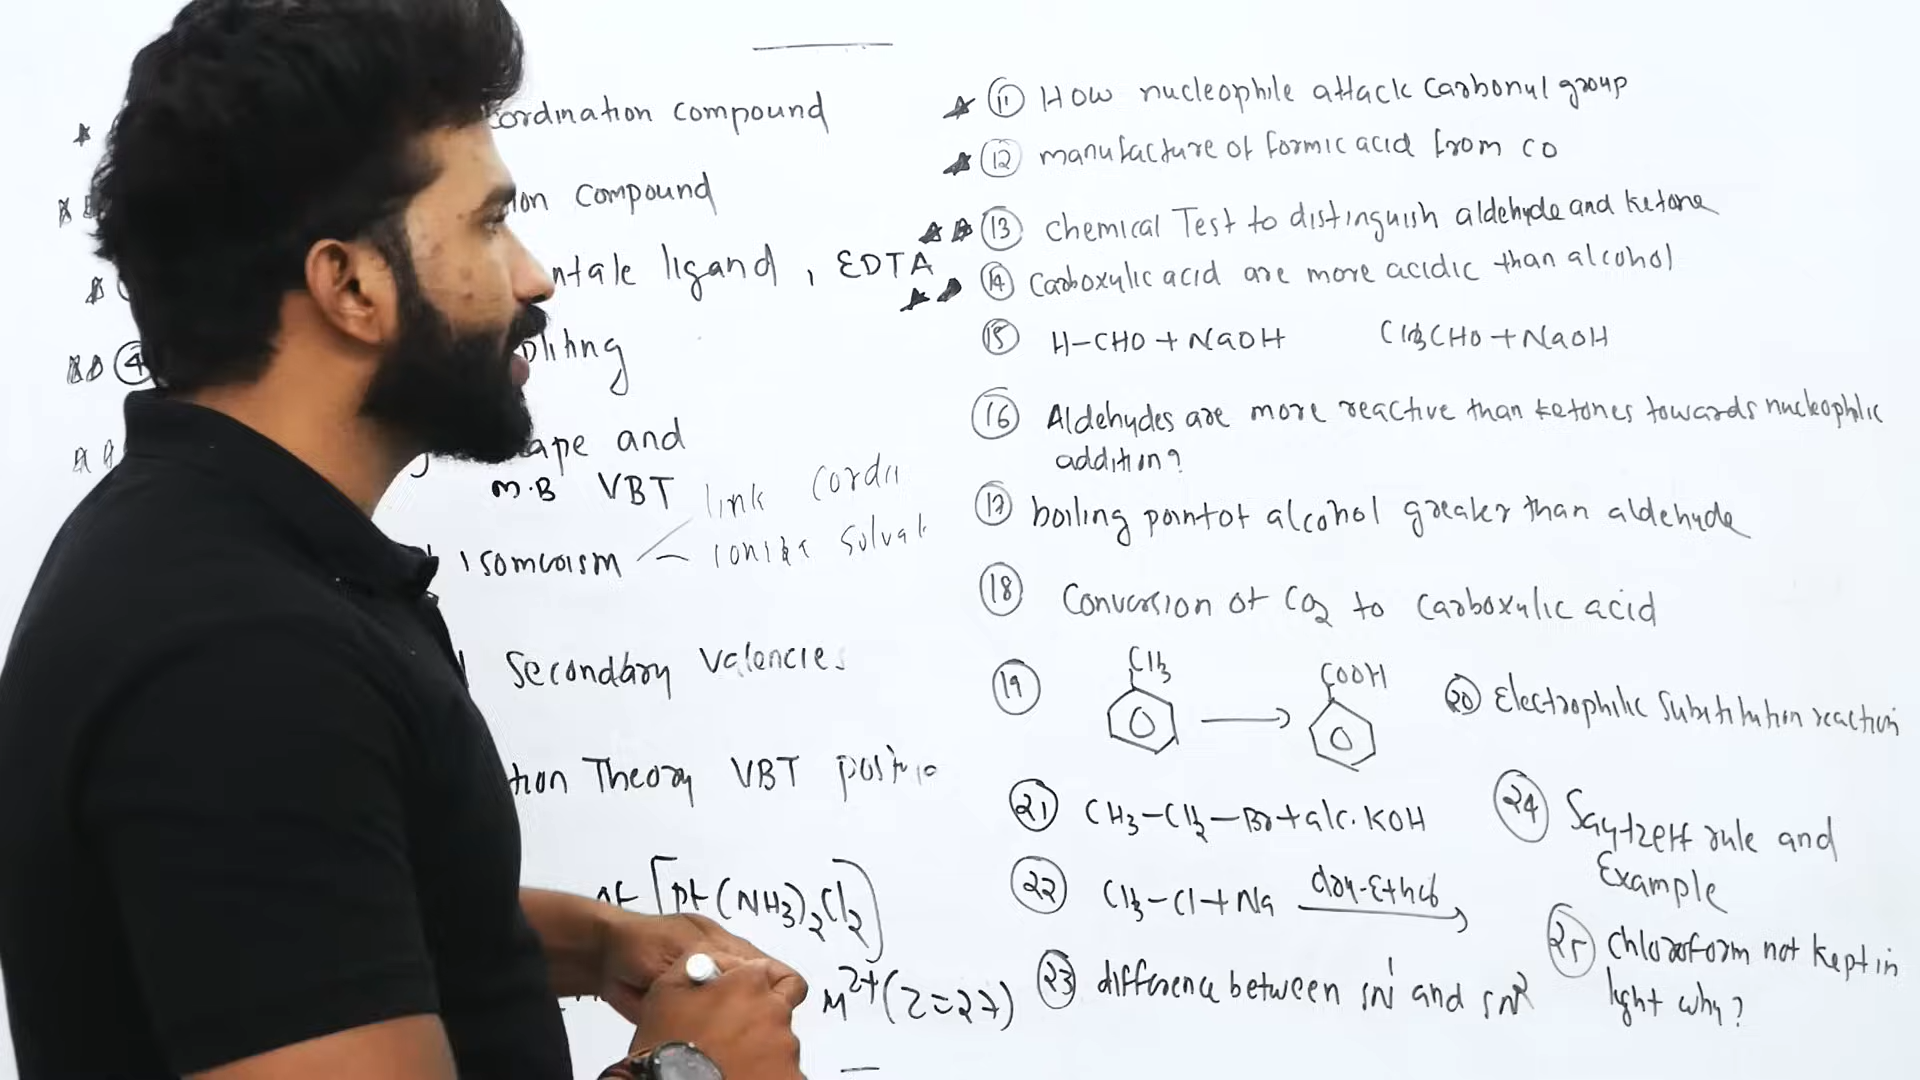 ordination compound
ion compound
ntale ligand , EDTA
④
pliting
ape and
m.B VBT
link
isomerism
Secondary Valencies
tion Theory VBT
of [pt(NH3)2Cl2]
M2+(Z=27)
⑪ How nucleophile attack Carbonyl group
⑫ manufacture of formic acid from CO
⑬ chemical Test to distinguish aldehyde and ketone
⑭ Carboxylic acid are more acidic than alcohol
⑮ H-CHO + NaOH CH3CHO + NaOH
⑯ Aldehydes are more reactive than ketones towards nucleophilic
addition?
⑰ boiling point of alcohol greater than aldehyde
⑱ Conversion of CO2 to carboxylic acid
⑲ CH3 COOH
⑳ Electrophilic Substitution reaction
㉑ CH3-CH2-Br + alc. KOH
㉒ CH3-Cl + Na dry-Ether
㉓ difference between SN1 and SN2
㉔ Saytzeff rule and
Example
㉕ chloroform not kept in
light why?